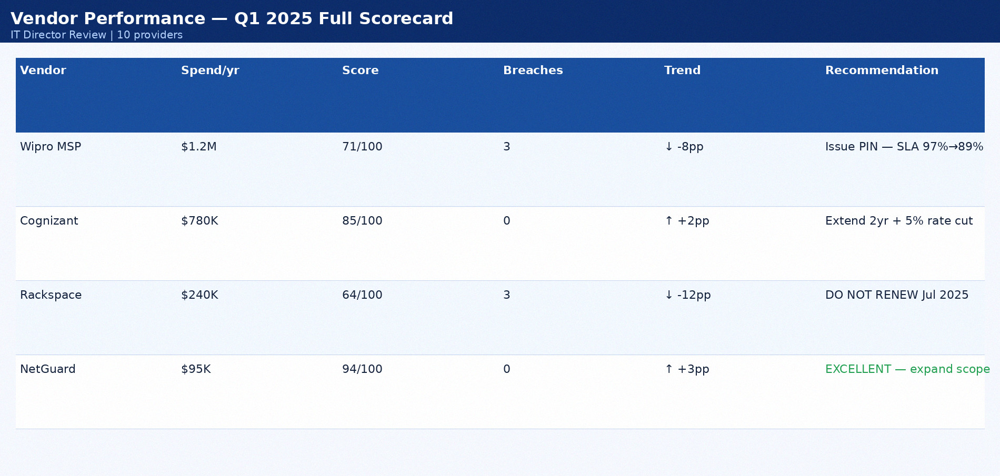 Vendor Performance — Q1 2025 Full Scorecard
IT Director Review | 10 providers
Vendor Spend/yr Score Breaches Trend Recommendation
Wipro MSP $1.2M 71/100 3 ↓ -8pp Issue PIN — SLA 97%→89%
Cognizant $780K 85/100 0 ↑ +2pp Extend 2yr + 5% rate cut
Rackspace $240K 64/100 3 ↓ -12pp DO NOT RENEW Jul 2025
NetGuard $95K 94/100 0 ↑ +3pp EXCELLENT — expand scope